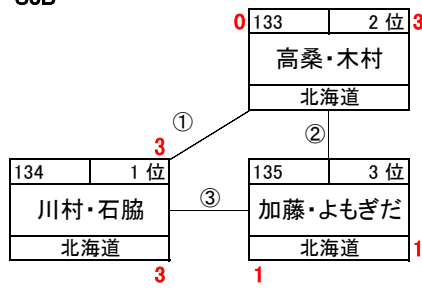 0 133 2 位 3
高桑・木村
北海道
①
②
3
134 1 位
川村・石脇
北海道
3
③
135 3 位
加藤・よもぎだ
北海道 1
1